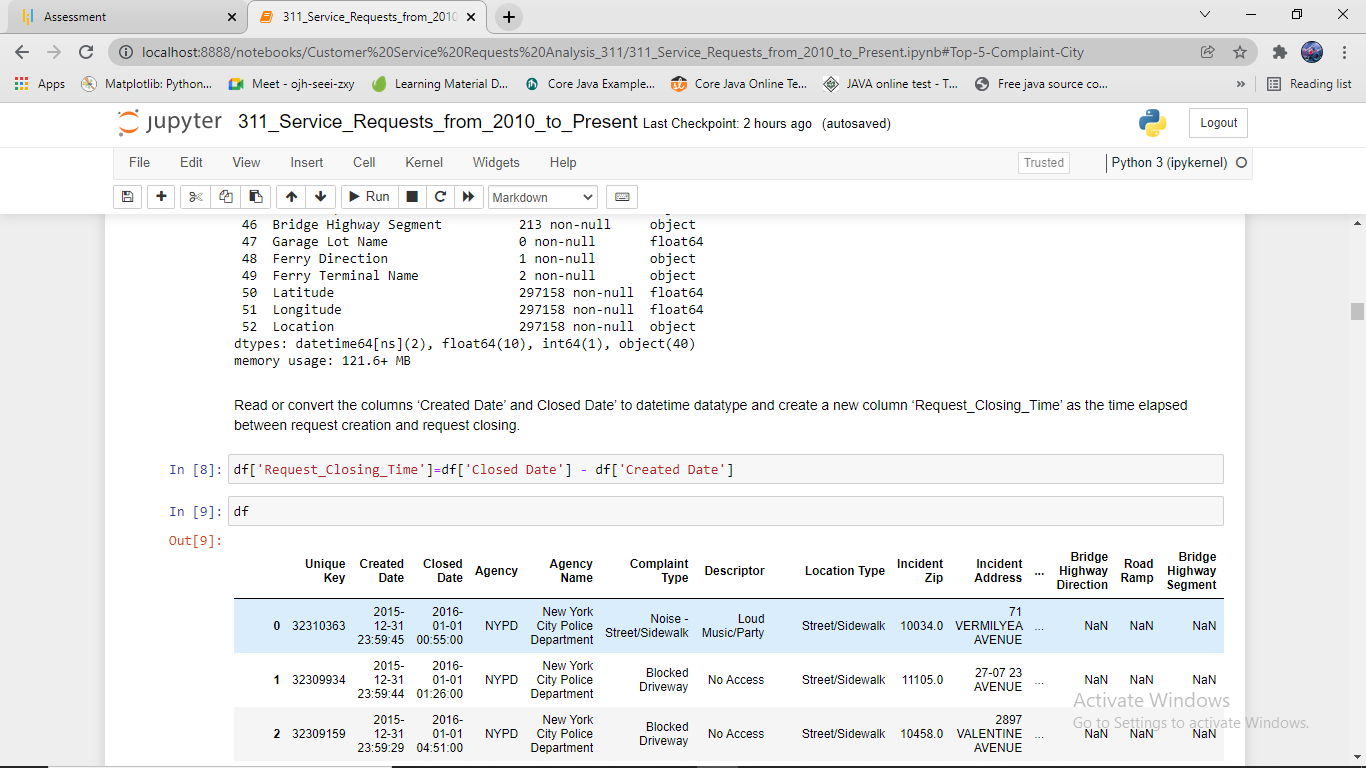 Assessment
311_Service_Requests_from_2010
localhost:8888/notebooks/Customer%20Service%20Requests%20Analysis_311/311_Service_Requests_from_2010_to_Present.ipynb#Top-5-Complaint-City
Apps Matplotlib: Python... Meet - ojh-seei-zxy Learning Material D... Core Java Example... Core Java Online Te... JAVA online test - T... Free java source co... » Reading list
jupyter 311_Service_Requests_from_2010_to_Present Last Checkpoint: 2 hours ago (autosaved) Logout
File Edit View Insert Cell Kernel Widgets Help Trusted Python 3 (ipykernel)
Run Markdown
46 Bridge Highway Segment 213 non-null object
47 Garage Lot Name 0 non-null float64
48 Ferry Direction 1 non-null object
49 Ferry Terminal Name 2 non-null object
50 Latitude 297158 non-null float64
51 Longitude 297158 non-null float64
52 Location 297158 non-null object
dtypes: datetime64[ns](2), float64(10), int64(1), object(40)
memory usage: 121.6+ MB
Read or convert the columns ‘Created Date’ and Closed Date’ to datetime datatype and create a new column ‘Request_Closing_Time’ as the time elapsed
between request creation and request closing.
In [8]: df['Request_Closing_Time']=df['Closed Date'] - df['Created Date']
In [9]: df
Out[9]:
Unique Key Created Date Closed Date Agency Agency Name Complaint Type Descriptor Location Type Incident Zip Incident Address ... Bridge Highway Direction Road Ramp Bridge Highway Segment
0 32310363 2015-12-31 23:59:45 2016-01-01 00:55:00 NYPD New York City Police Department Noise - Street/Sidewalk Loud Music/Party Street/Sidewalk 10034.0 71 VERMILYEA AVENUE ... NaN NaN NaN
1 32309934 2015-12-31 23:59:44 2016-01-01 01:26:00 NYPD New York City Police Department Blocked Driveway No Access Street/Sidewalk 11105.0 27-07 23 AVENUE ... NaN NaN NaN
2 32309159 2015-12-31 23:59:29 2016-01-01 04:51:00 NYPD New York City Police Department Blocked Driveway No Access Street/Sidewalk 10458.0 2897 VALENTINE AVENUE ... NaN NaN NaN
Activate Windows
Go to Settings to activate Windows.